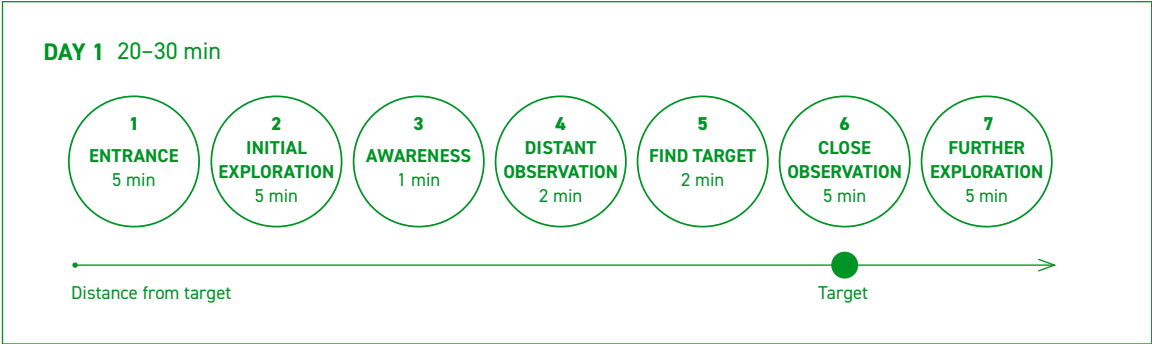 DAY 1 20–30 min
1
ENTRANCE
5 min
2
INITIAL
EXPLORATION
5 min
3
AWARENESS
1 min
4
DISTANT
OBSERVATION
2 min
5
FIND TARGET
2 min
6
CLOSE
OBSERVATION
5 min
7
FURTHER
EXPLORATION
5 min
Distance from target
Target